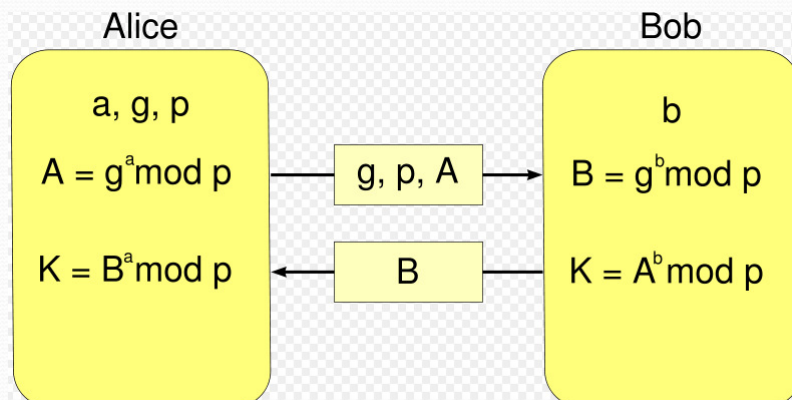 Alice
Bob
a, g, p
b
A = gᵃmod p
g, p, A
B = gᵇmod p
K = Bᵃmod p
B
K = Aᵇmod p